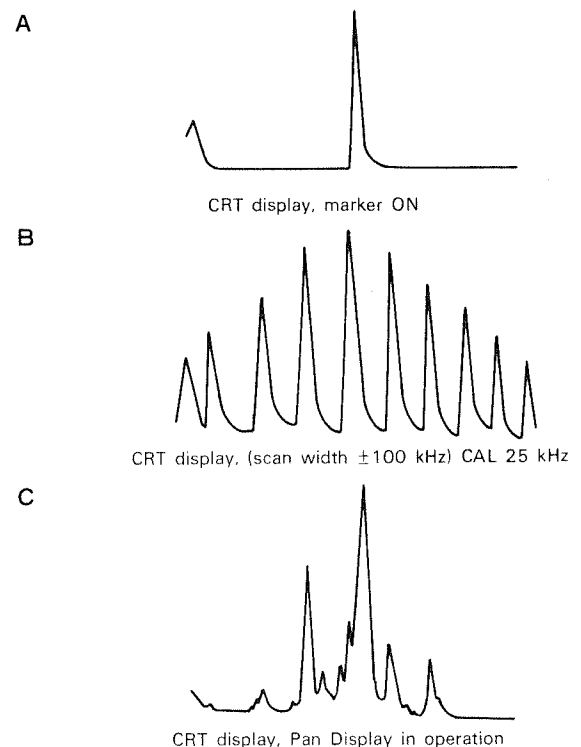 A
CRT display, marker ON
B
CRT display, (scan width ±100 kHz) CAL 25 kHz
C
CRT display, Pan Display in operation